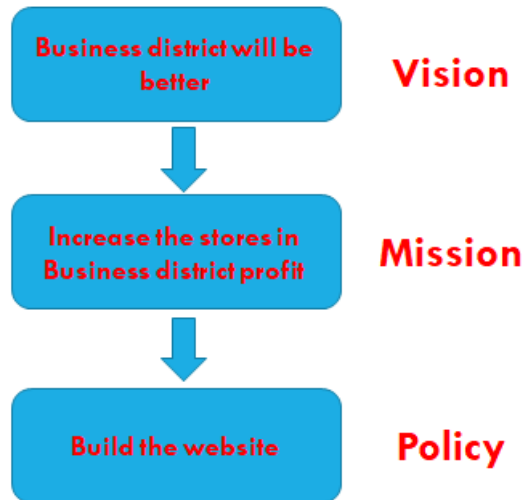 Business district will be
better
Vision
Increase the stores in
Business district profit
Mission
Build the website
Policy